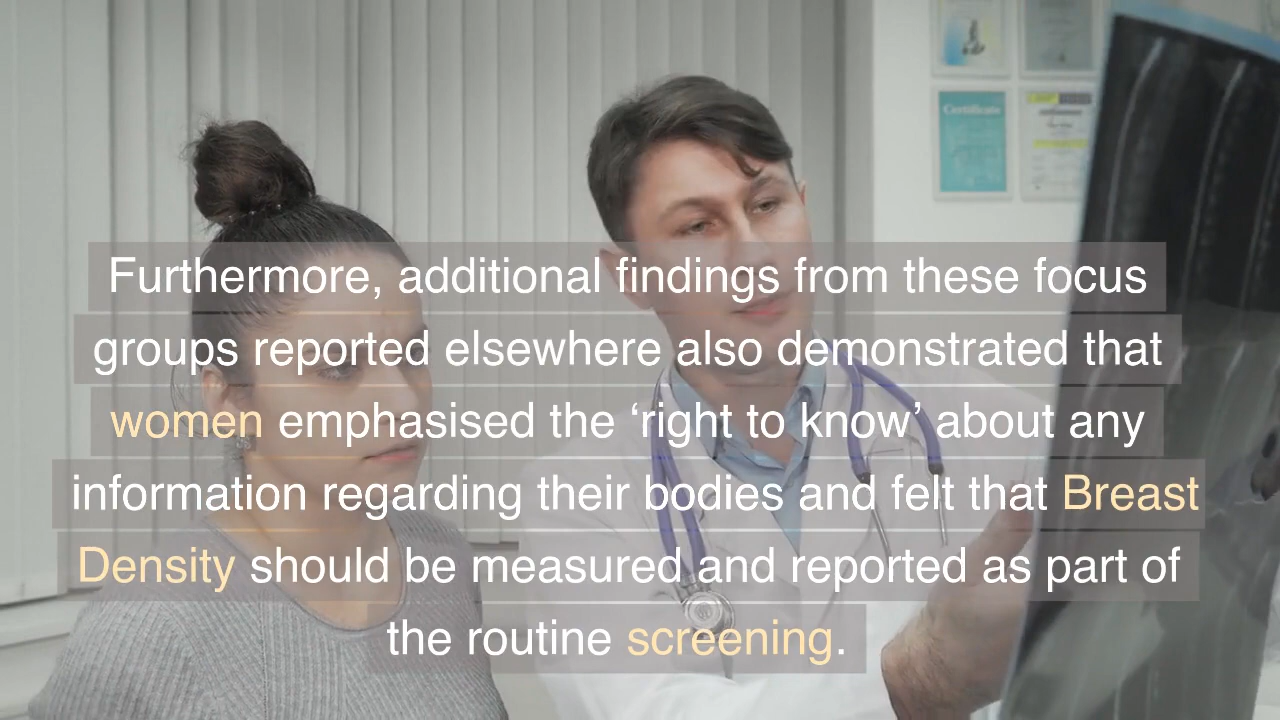 Certificate
Furthermore, additional findings from these focus
groups reported elsewhere also demonstrated that
women emphasised the ‘right to know’ about any
information regarding their bodies and felt that Breast
Density should be measured and reported as part of
the routine screening.